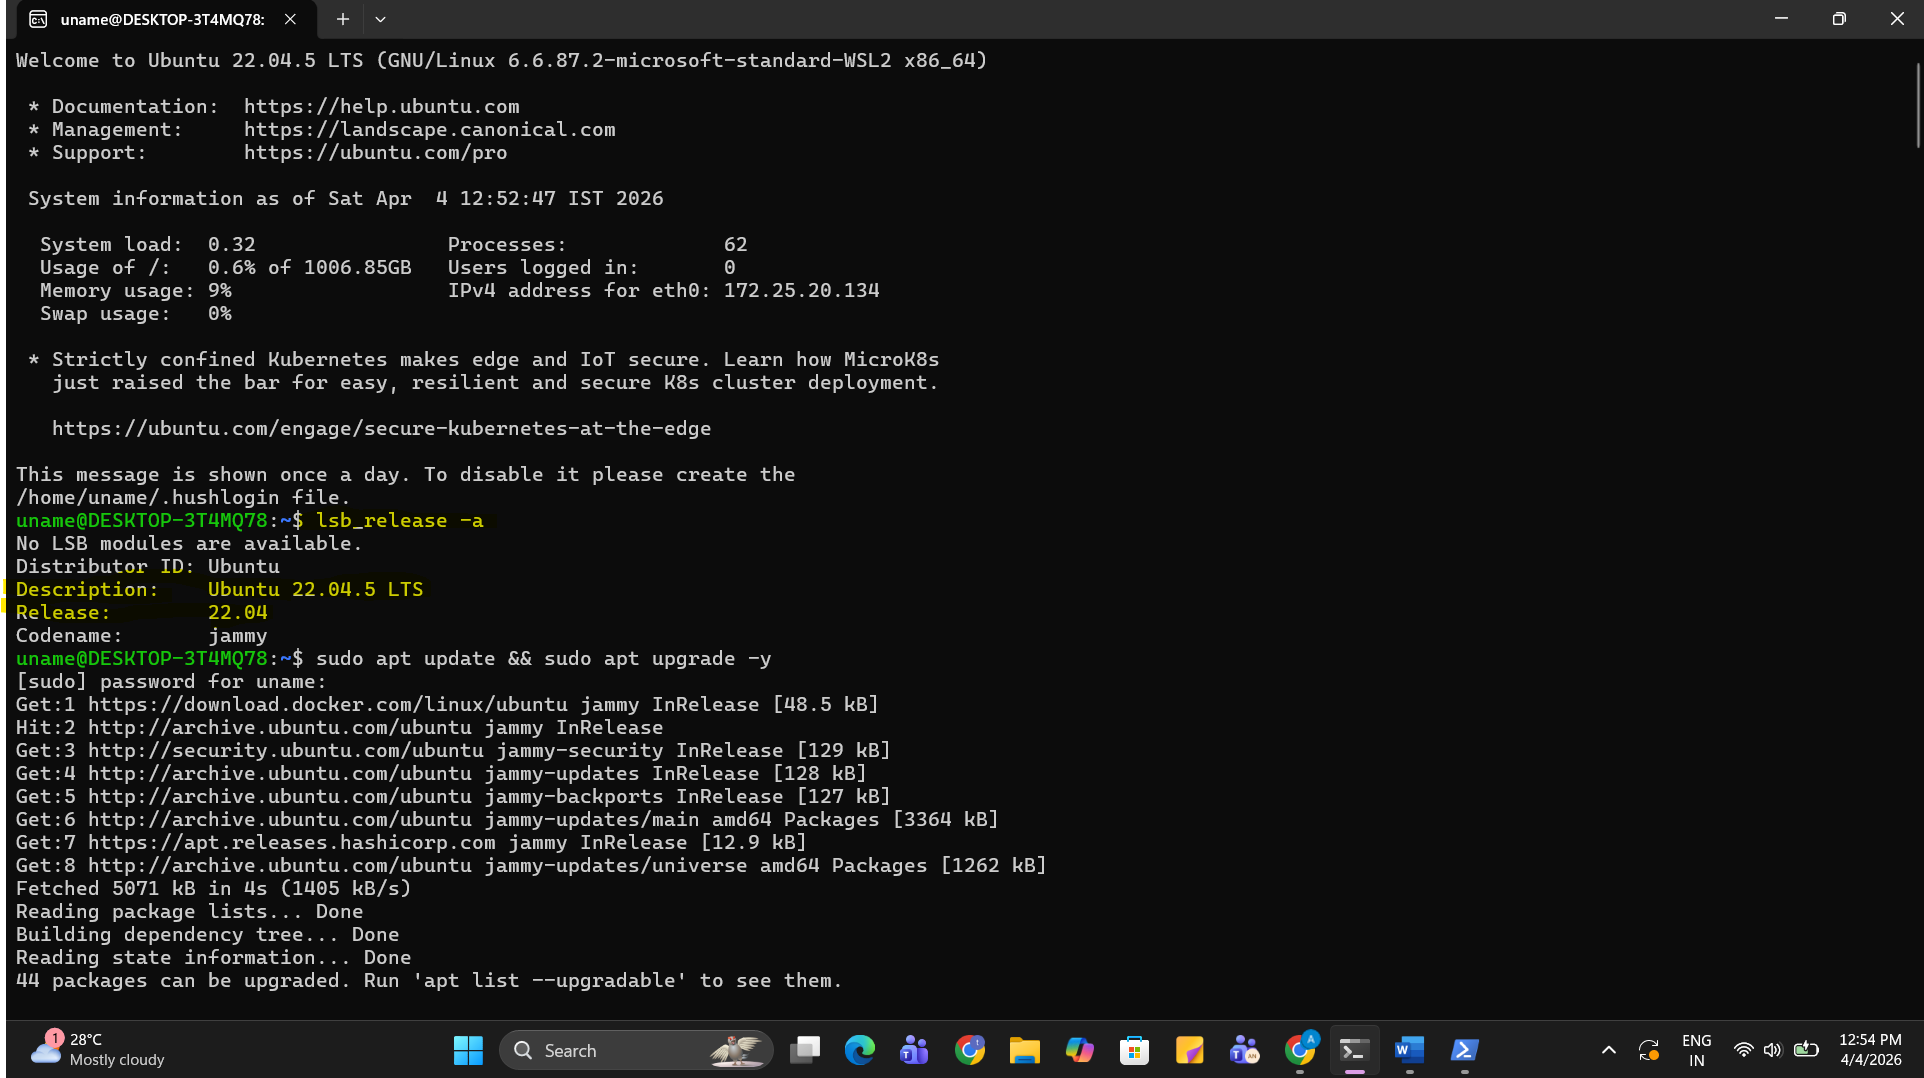 uname@DESKTOP-3T4MQ78:
Welcome to Ubuntu 22.04.5 LTS (GNU/Linux 6.6.87.2-microsoft-standard-WSL2 x86_64)
* Documentation:  https://help.ubuntu.com
* Management:     https://landscape.canonical.com
* Support:        https://ubuntu.com/pro
System information as of Sat Apr  4 12:52:47 IST 2026
System load:  0.32                Processes:             62
Usage of /:   0.6% of 1006.85GB   Users logged in:       0
Memory usage: 9%                  IPv4 address for eth0: 172.25.20.134
Swap usage:   0%
* Strictly confined Kubernetes makes edge and IoT secure. Learn how MicroK8s
just raised the bar for easy, resilient and secure K8s cluster deployment.
https://ubuntu.com/engage/secure-kubernetes-at-the-edge
This message is shown once a day. To disable it please create the
/home/uname/.hushlogin file.
uname@DESKTOP-3T4MQ78:~$ lsb_release -a
No LSB modules are available.
Distributor ID: Ubuntu
Description:    Ubuntu 22.04.5 LTS
Release:        22.04
Codename:       jammy
uname@DESKTOP-3T4MQ78:~$ sudo apt update && sudo apt upgrade -y
[sudo] password for uname:
Get:1 https://download.docker.com/linux/ubuntu jammy InRelease [48.5 kB]
Hit:2 http://archive.ubuntu.com/ubuntu jammy InRelease
Get:3 http://security.ubuntu.com/ubuntu jammy-security InRelease [129 kB]
Get:4 http://archive.ubuntu.com/ubuntu jammy-updates InRelease [128 kB]
Get:5 http://archive.ubuntu.com/ubuntu jammy-backports InRelease [127 kB]
Get:6 http://archive.ubuntu.com/ubuntu jammy-updates/main amd64 Packages [3364 kB]
Get:7 https://apt.releases.hashicorp.com jammy InRelease [12.9 kB]
Get:8 http://archive.ubuntu.com/ubuntu jammy-updates/universe amd64 Packages [1262 kB]
Fetched 5071 kB in 4s (1405 kB/s)
Reading package lists... Done
Building dependency tree... Done
Reading state information... Done
44 packages can be upgraded. Run 'apt list --upgradable' to see them.
1
28°C
Mostly cloudy
Search
ENG
IN
12:54 PM
4/4/2026